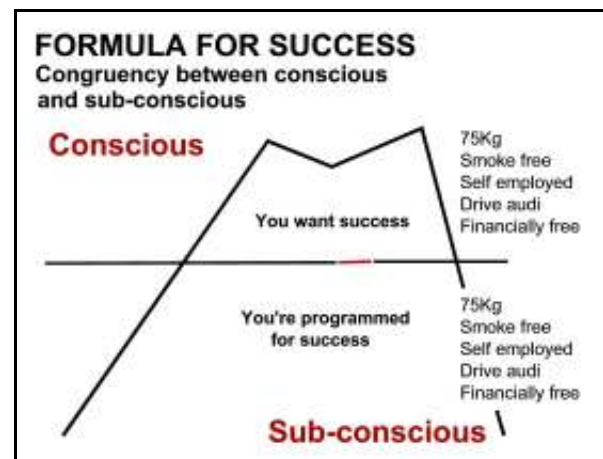 FORMULA FOR SUCCESS
Congruency between conscious
and sub-conscious
Conscious
75Kg
Smoke free
Self employed
Drive audi
Financially free
You want success
You're programmed
for success
75Kg
Smoke free
Self employed
Drive audi
Financially free
Sub-conscious